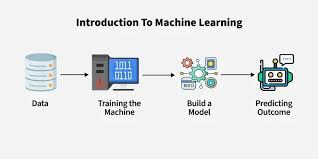 Introduction To Machine Learning
1011
0110
Data
Training the
Machine
Build a
Model
Predicting
Outcome